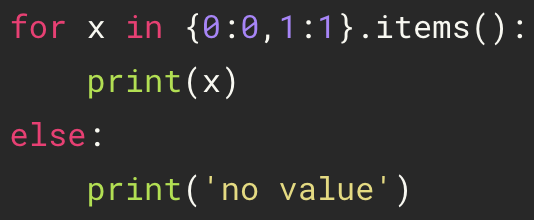 for x in {0:0,1:1}.items():
    print(x)
else:
    print('no value')